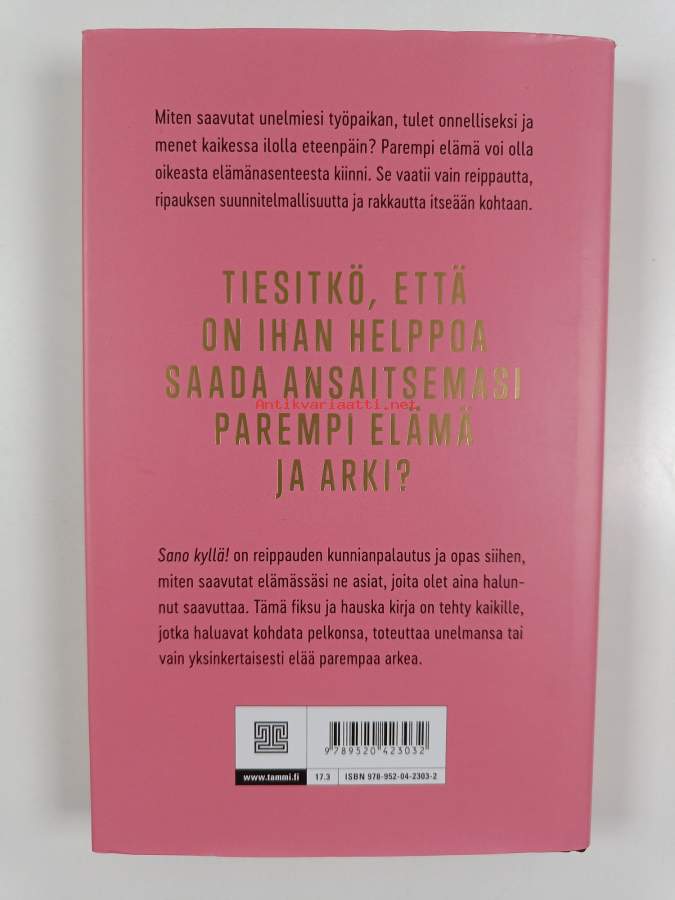 Miten saavutat unelmiesi työpaikan, tulet onnelliseksi ja
menet kaikessa ilolla eteenpäin? Parempi elämä voi olla
oikeasta elämänasenteesta kiinni. Se vaatii vain reippautta,
ripauksen suunnitelmallisuutta ja rakkautta itseään kohtaan.
TIESITKÖ, ETTÄ
ON IHAN HELPPOA
SAADA ANSAITSEMASI
Antikvariaatti.net
PAREMPI ELÄMÄ
JA ARKI?
Sano kyllä! on reippauden kunnianpalautus ja opas siihen,
miten saavutat elämässäsi ne asiat, joita olet aina halun-
nut saavuttaa. Tämä fiksu ja hauska kirja on tehty kaikille,
jotka haluavat kohdata pelkonsa, toteuttaa unelmansa tai
vain yksinkertaisesti elää parempaa arkea.
9 789520 423032
www.tammi.fi 17.3 ISBN 978-952-04-2303-2